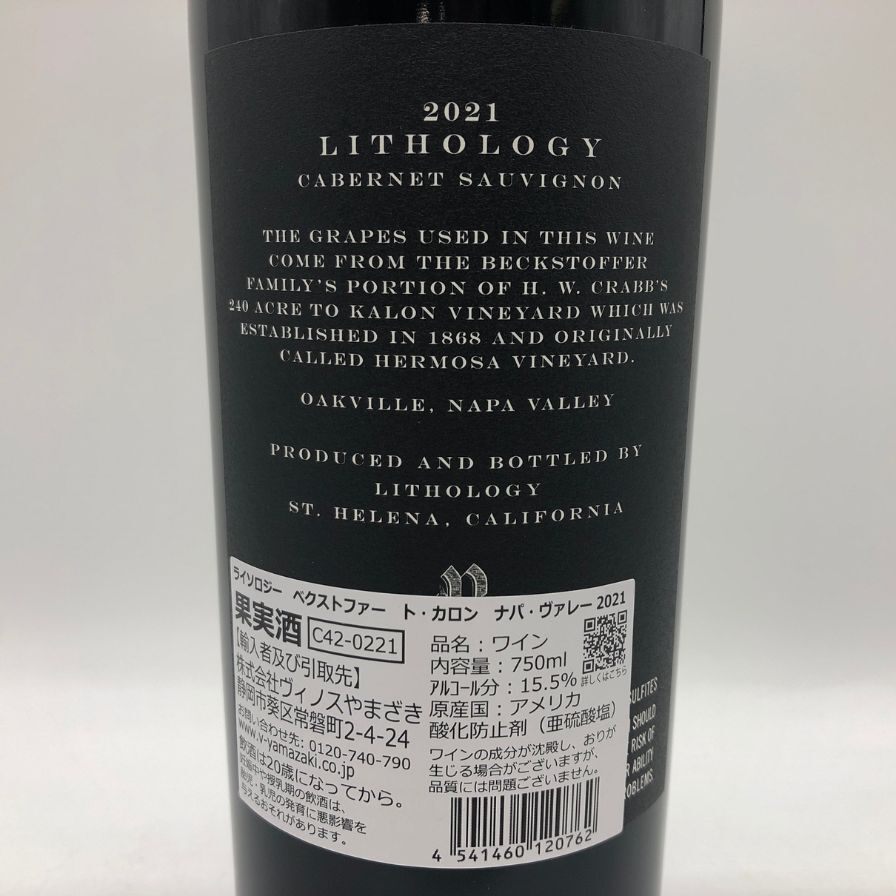 2021
LITHOLOGY
CABERNET SAUVIGNON
THE GRAPES USED IN THIS WINE
COME FROM THE BECKSTOFFER
FAMILY'S PORTION OF H. W. CRABB'S
240 ACRE TO KALON VINEYARD WHICH WAS
ESTABLISHED IN 1868 AND ORIGINALLY
CALLED HERMOSA VINEYARD.
OAKVILLE, NAPA VALLEY
PRODUCED AND BOTTLED BY
LITHOLOGY
ST. HELENA, CALIFORNIA
ライソロジー ベクストファー ト・カロン ナパ・ヴァレー 2021
果実酒 C42-0221
【輸入者及び引取先】
株式会社ヴィノスやまざき
静岡市葵区常磐町2-4-24
お問い合わせ先: 0120-740-790
www.v-yamazaki.co.jp
飲酒は20歳になってから。
妊娠中や授乳期の飲酒は、
胎児・乳児の発育に悪影響を
与えるおそれがあります。
品名：ワイン
内容量：750ml
アルコール分：15.5%
詳しくはこちら
原産国：アメリカ
酸化防止剤（亜硫酸塩）
ワインの成分が沈殿し、おりが
生じる場合がございますが、
品質には問題ございません。
4 541460 120762
SULFITES
SHOULD
RISK OF
ABILITY